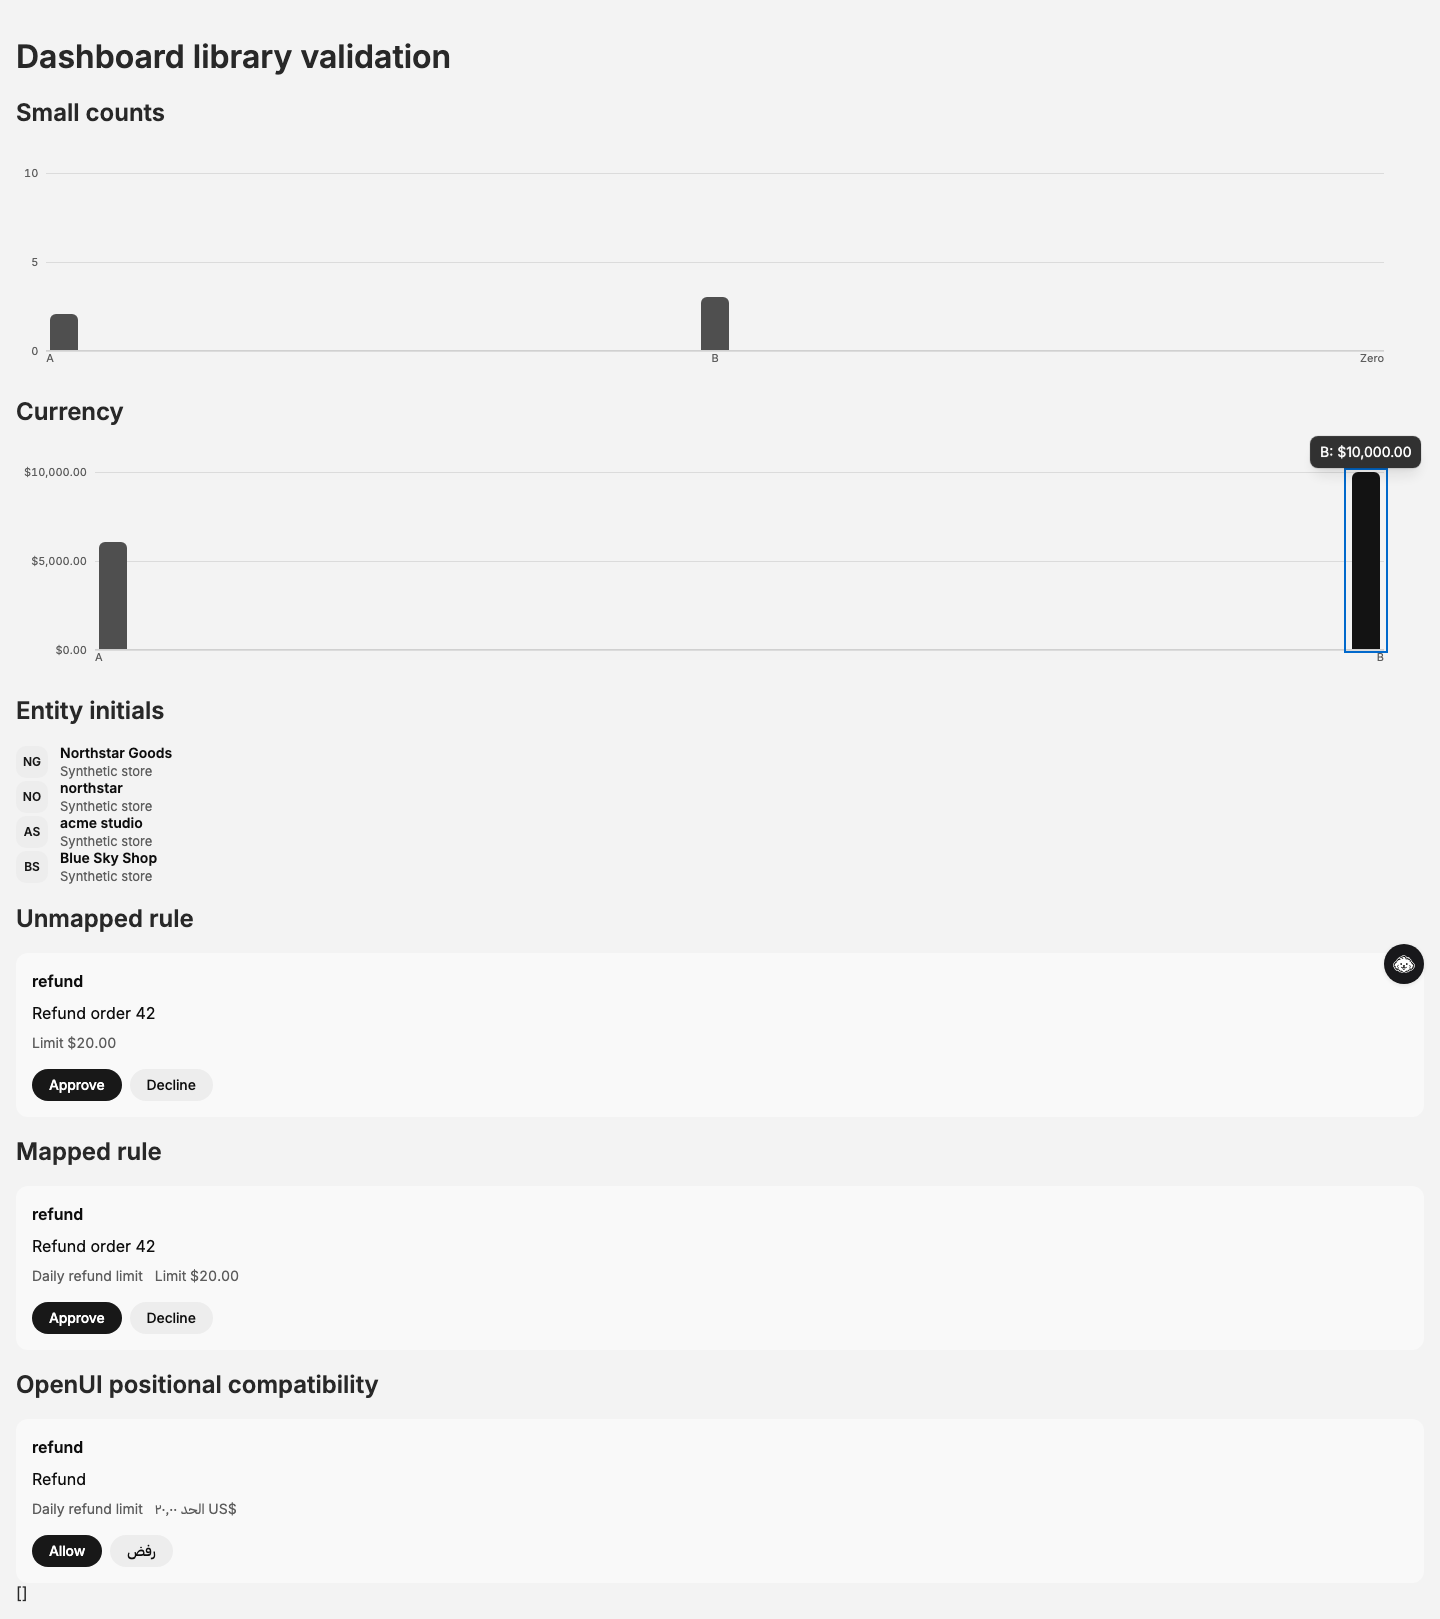 Dashboard library validation
Small counts
10
5
0
A B Zero
Currency
B: $10,000.00
$10,000.00
$5,000.00
$0.00
A B
Entity initials
NG Northstar Goods
Synthetic store
NO northstar
Synthetic store
AS acme studio
Synthetic store
BS Blue Sky Shop
Synthetic store
Unmapped rule
refund
Refund order 42
Limit $20.00
Approve Decline
Mapped rule
refund
Refund order 42
Daily refund limit Limit $20.00
Approve Decline
OpenUI positional compatibility
refund
Refund
Daily refund limit الحد ٢٠٫٠٠ US$
Allow رفض
[]